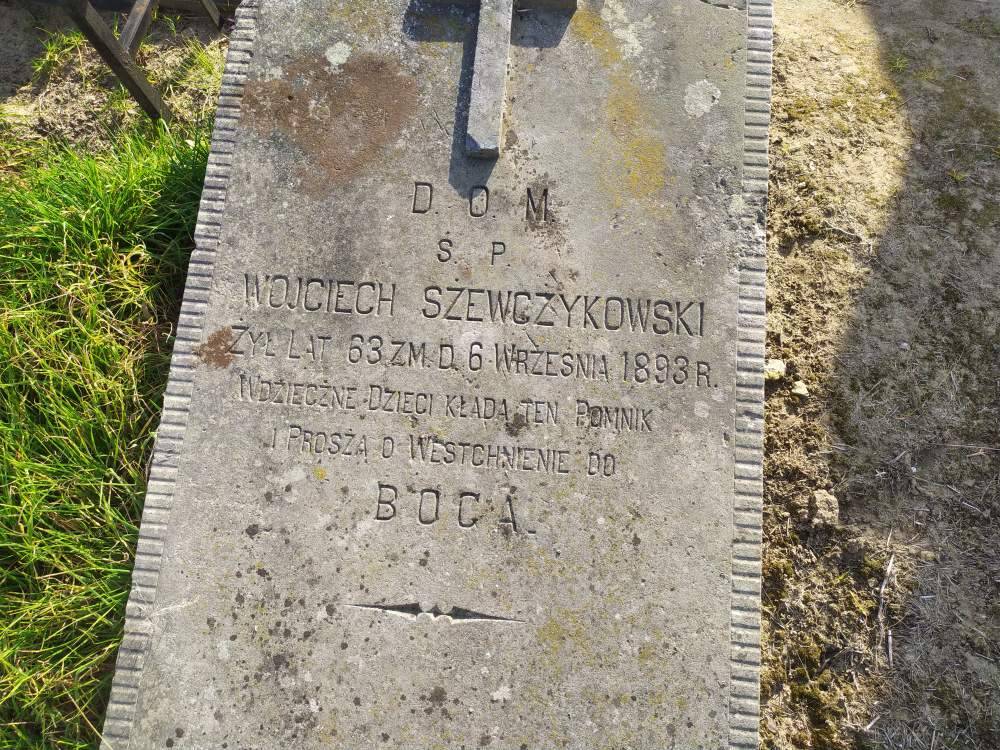 D. O. M.
S. P.
WOJCIECH SZEWCZYKOWSKI
ŻYŁ LAT 63. ZM. D. 6 WRZEŚNIA 1893 R.
WDZIĘCZNE DZIECI KŁADĄ TEN POMNIK
I PROSZĄ O WESTCHNIENIE DO
BOGA.